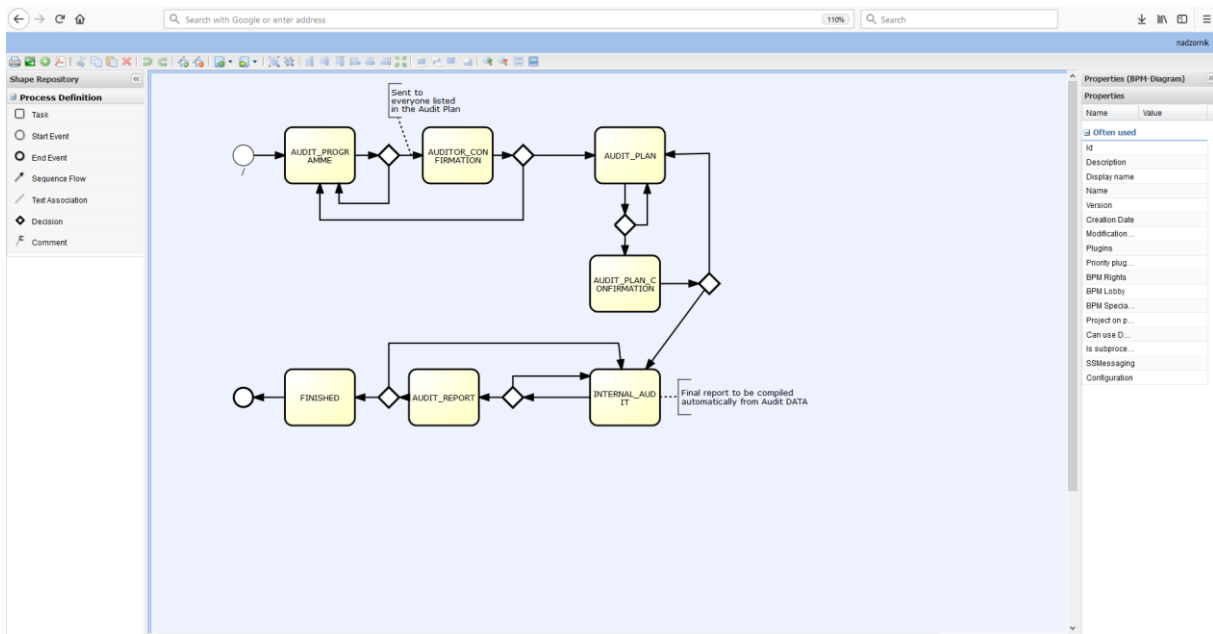 Search with Google or enter address
110%
Search
nadzornik
Shape Repository
Process Definition
Task
Start Event
End Event
Sequence Flow
Text Association
Decision
Comment
Sent to
everyone listed
in the Audit Plan
AUDIT_PROGR
AMME
AUDITOR_CON
FIRMATION
AUDIT_PLAN
AUDIT_PLAN_C
ONFIRMATION
FINISHED
AUDIT_REPORT
INTERNAL_AUD
IT
Final report to be compiled
automatically from Audit DATA
Properties (BPM-Diagram)
Properties
Name Value
Often used
Id
Description
Display name
Name
Version
Creation Date
Modification...
Plugins
Priority plug...
BPM Rights
BPM Lobby
BPM Specia...
Project on p...
Can use D...
Is subproce...
SSMessaging
Configuration